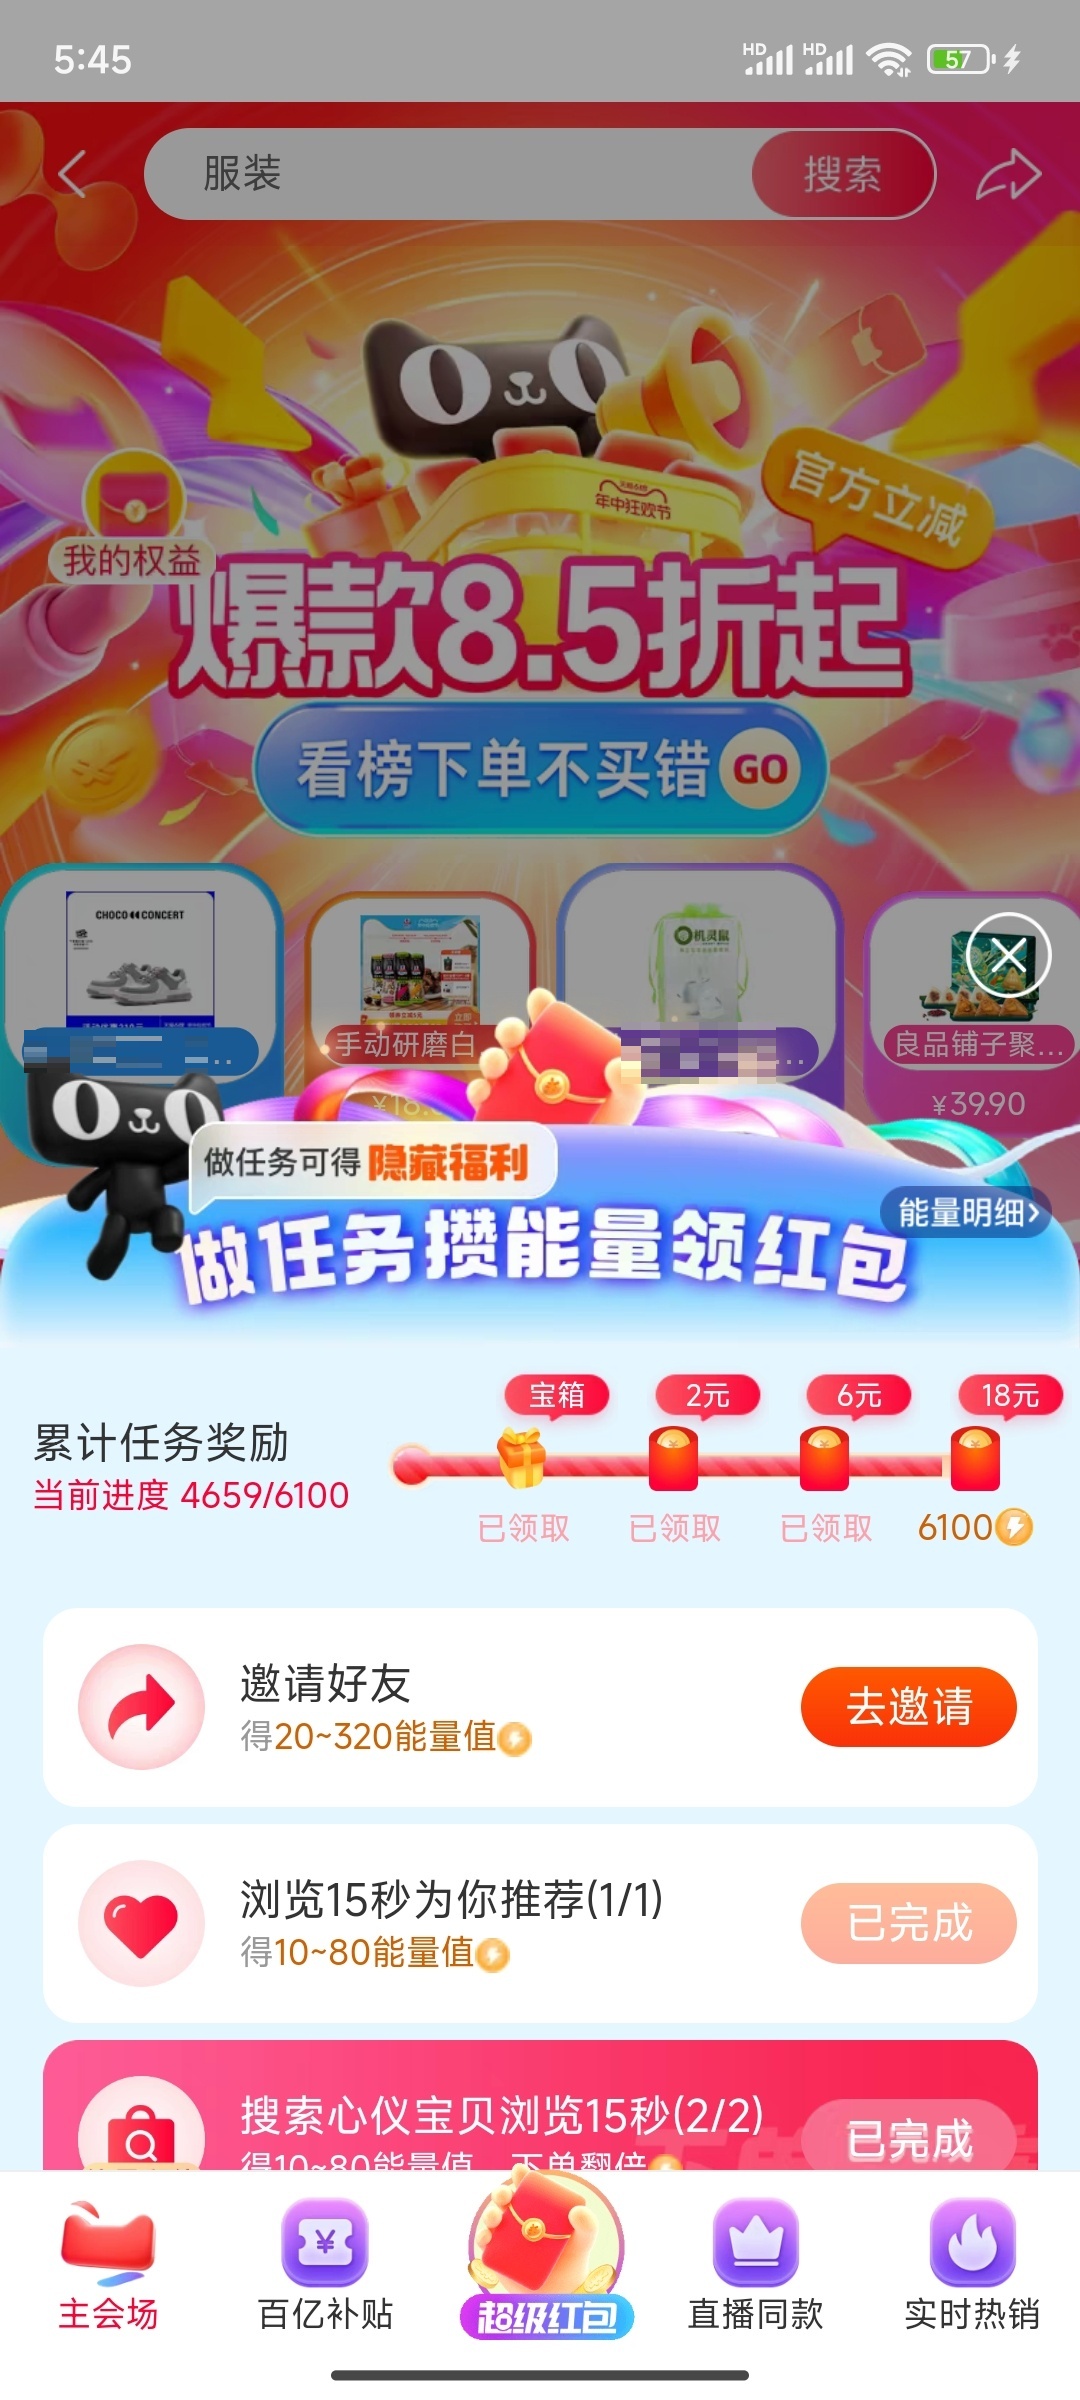 5:45
HD
HD
57
服装
搜索
年中狂欢节
官方立减
我的权益
爆款8.5折起
看榜下单不买错
GO
CHOCO CONCERT
机灵鼠
手动研磨白
良品铺子聚...
¥39.90
做任务可得 隐藏福利
能量明细
做任务攒能量领红包
宝箱
2元
6元
18元
累计任务奖励
当前进度 4659/6100
已领取
已领取
已领取
6100
邀请好友
得20~320能量值
去邀请
浏览15秒为你推荐(1/1)
得10~80能量值
已完成
搜索心仪宝贝浏览15秒(2/2)
得10~80能量值，下单翻倍
已完成
主会场
百亿补贴
超级红包
直播同款
实时热销